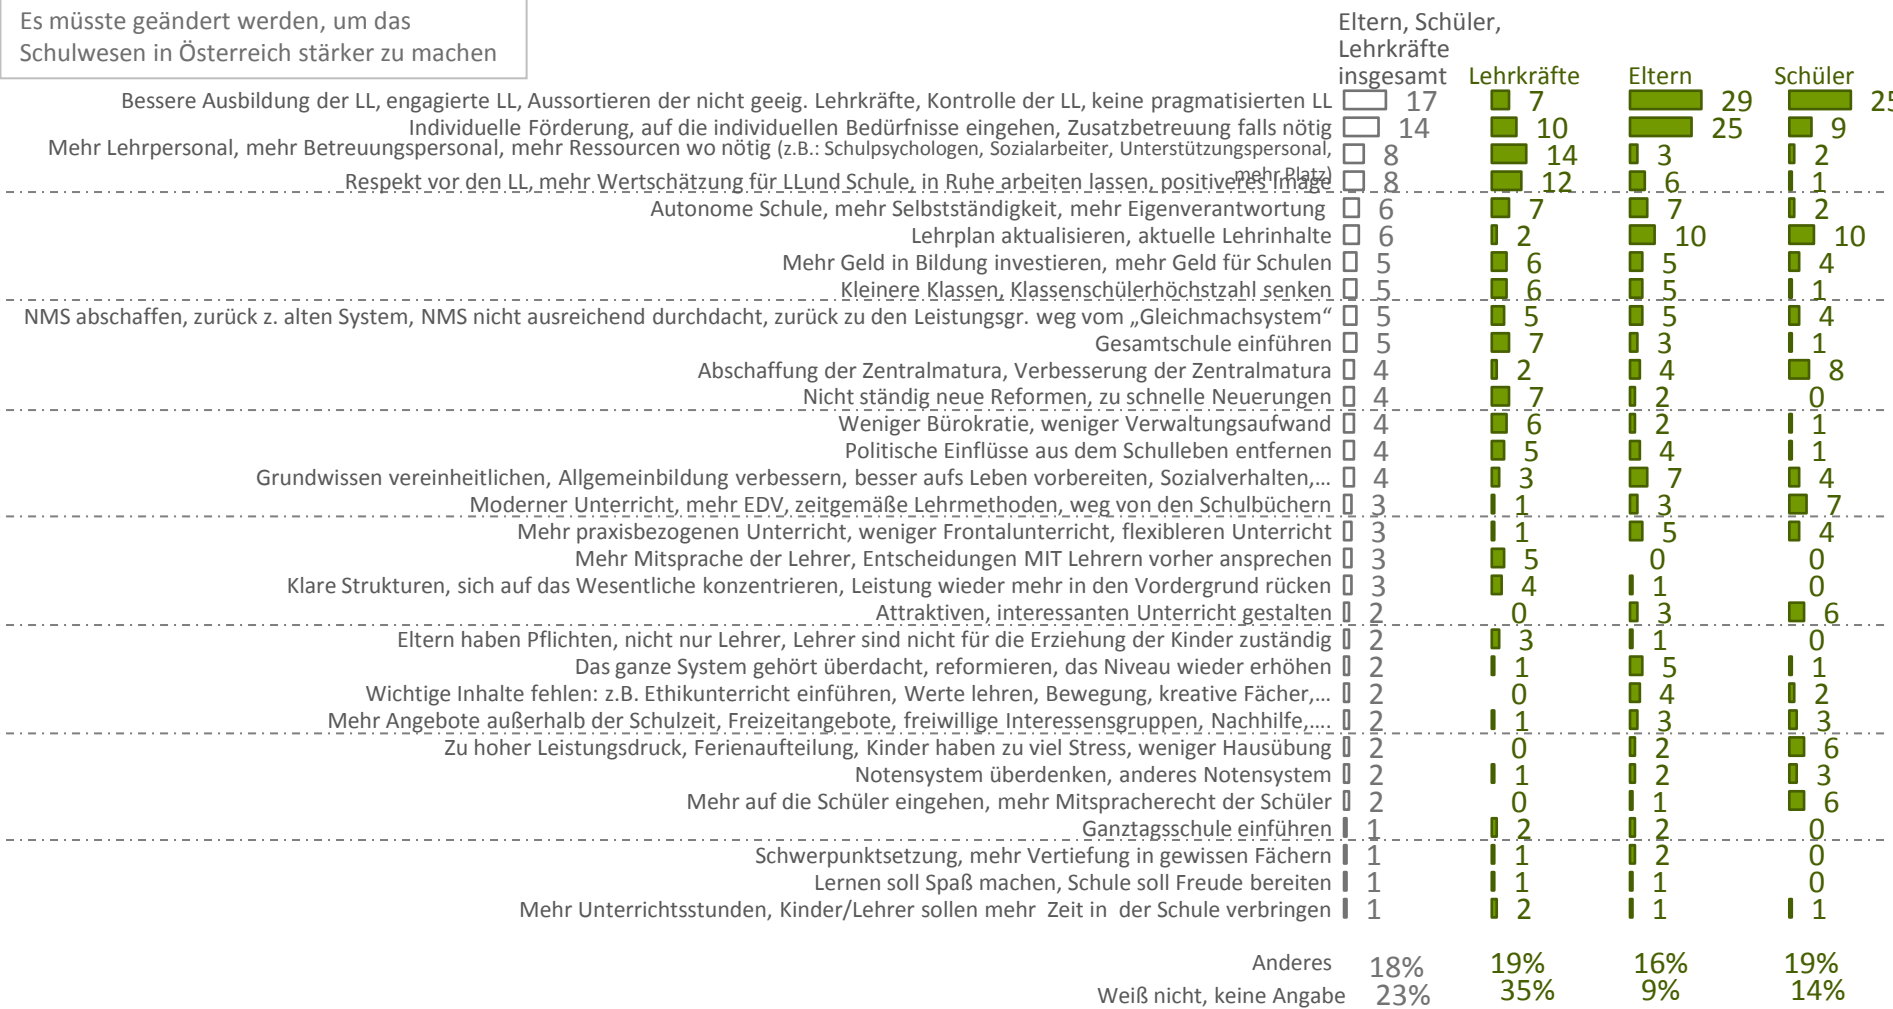 Es müsste geändert werden, um das
Schulwesen in Österreich stärker zu machen
Eltern, Schüler,
Lehrkräfte
insgesamt Lehrkräfte Eltern Schüler
Bessere Ausbildung der LL, engagierte LL, Aussortieren der nicht geeig. Lehrkräfte, Kontrolle der LL, keine pragmatisierten LL 17 7 29 25
Individuelle Förderung, auf die individuellen Bedürfnisse eingehen, Zusatzbetreuung falls nötig 14 10 25 9
Mehr Lehrpersonal, mehr Betreuungspersonal, mehr Ressourcen wo nötig (z.B.: Schulpsychologen, Sozialarbeiter, Unterstützungspersonal, 8 14 3 2
mehr Platz)
Respekt vor den LL, mehr Wertschätzung für LLund Schule, in Ruhe arbeiten lassen, positiveres Image 8 12 6 1
Autonome Schule, mehr Selbstständigkeit, mehr Eigenverantwortung 6 7 7 2
Lehrplan aktualisieren, aktuelle Lehrinhalte 6 2 10 10
Mehr Geld in Bildung investieren, mehr Geld für Schulen 5 6 5 4
Kleinere Klassen, Klassenschülerhöchstzahl senken 5 6 5 1
NMS abschaffen, zurück z. alten System, NMS nicht ausreichend durchdacht, zurück zu den Leistungsgr. weg vom „Gleichmachsystem“ 5 5 5 4
Gesamtschule einführen 5 7 3 1
Abschaffung der Zentralmatura, Verbesserung der Zentralmatura 4 2 4 8
Nicht ständig neue Reformen, zu schnelle Neuerungen 4 7 2 0
Weniger Bürokratie, weniger Verwaltungsaufwand 4 6 2 1
Politische Einflüsse aus dem Schulleben entfernen 4 5 4 1
Grundwissen vereinheitlichen, Allgemeinbildung verbessern, besser aufs Leben vorbereiten, Sozialverhalten,... 4 3 7 4
Moderner Unterricht, mehr EDV, zeitgemäße Lehrmethoden, weg von den Schulbüchern 3 1 3 7
Mehr praxisbezogenen Unterricht, weniger Frontalunterricht, flexibleren Unterricht 3 1 5 4
Mehr Mitsprache der Lehrer, Entscheidungen MIT Lehrern vorher ansprechen 3 5 0 0
Klare Strukturen, sich auf das Wesentliche konzentrieren, Leistung wieder mehr in den Vordergrund rücken 3 4 1 0
Attraktiven, interessanten Unterricht gestalten 2 0 3 6
Eltern haben Pflichten, nicht nur Lehrer, Lehrer sind nicht für die Erziehung der Kinder zuständig 2 3 1 0
Das ganze System gehört überdacht, reformieren, das Niveau wieder erhöhen 2 1 5 1
Wichtige Inhalte fehlen: z.B. Ethikunterricht einführen, Werte lehren, Bewegung, kreative Fächer,... 2 0 4 2
Mehr Angebote außerhalb der Schulzeit, Freizeitangebote, freiwillige Interessensgruppen, Nachhilfe,.... 2 1 3 3
Zu hoher Leistungsdruck, Ferienaufteilung, Kinder haben zu viel Stress, weniger Hausübung 2 0 2 6
Notensystem überdenken, anderes Notensystem 2 1 2 3
Mehr auf die Schüler eingehen, mehr Mitspracherecht der Schüler 2 0 1 6
Ganztagsschule einführen 1 2 2 0
Schwerpunktsetzung, mehr Vertiefung in gewissen Fächern 1 1 2 0
Lernen soll Spaß machen, Schule soll Freude bereiten 1 1 1 0
Mehr Unterrichtsstunden, Kinder/Lehrer sollen mehr Zeit in der Schule verbringen 1 2 1 1
Anderes 18% 19% 16% 19%
Weiß nicht, keine Angabe 23% 35% 9% 14%